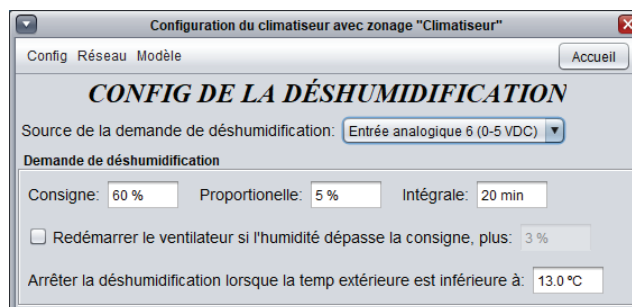 Configuration du climatiseur avec zonage "Climatiseur"
Config Réseau Modèle Accueil
CONFIG DE LA DÉSHUMIDIFICATION
Source de la demande de déshumidification: Entrée analogique 6 (0-5 VDC)
Demande de déshumidification
Consigne: 60 % Proportionelle: 5 % Intégrale: 20 min
Redémarrer le ventilateur si l'humidité dépasse la consigne, plus: 3 %
Arrêter la déshumidification lorsque la temp extérieure est inférieure à: 13.0 ºC